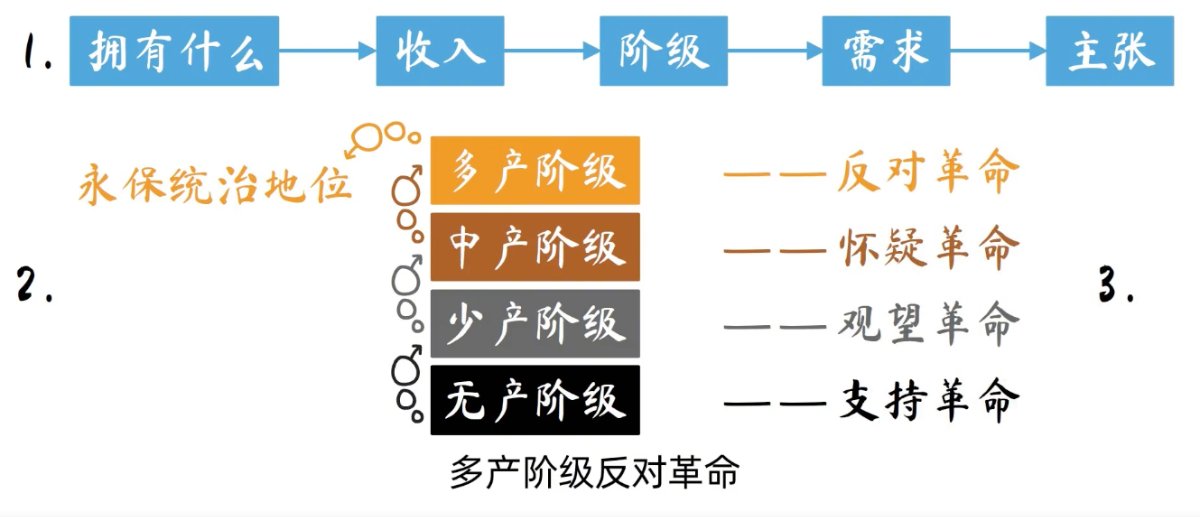 1. 拥有什么 收入 阶级 需求 主张
永保统治地位 多产阶级 ——反对革命
中产阶级 ——怀疑革命
2. 3.
少产阶级 ——观望革命
无产阶级 ——支持革命
多产阶级反对革命